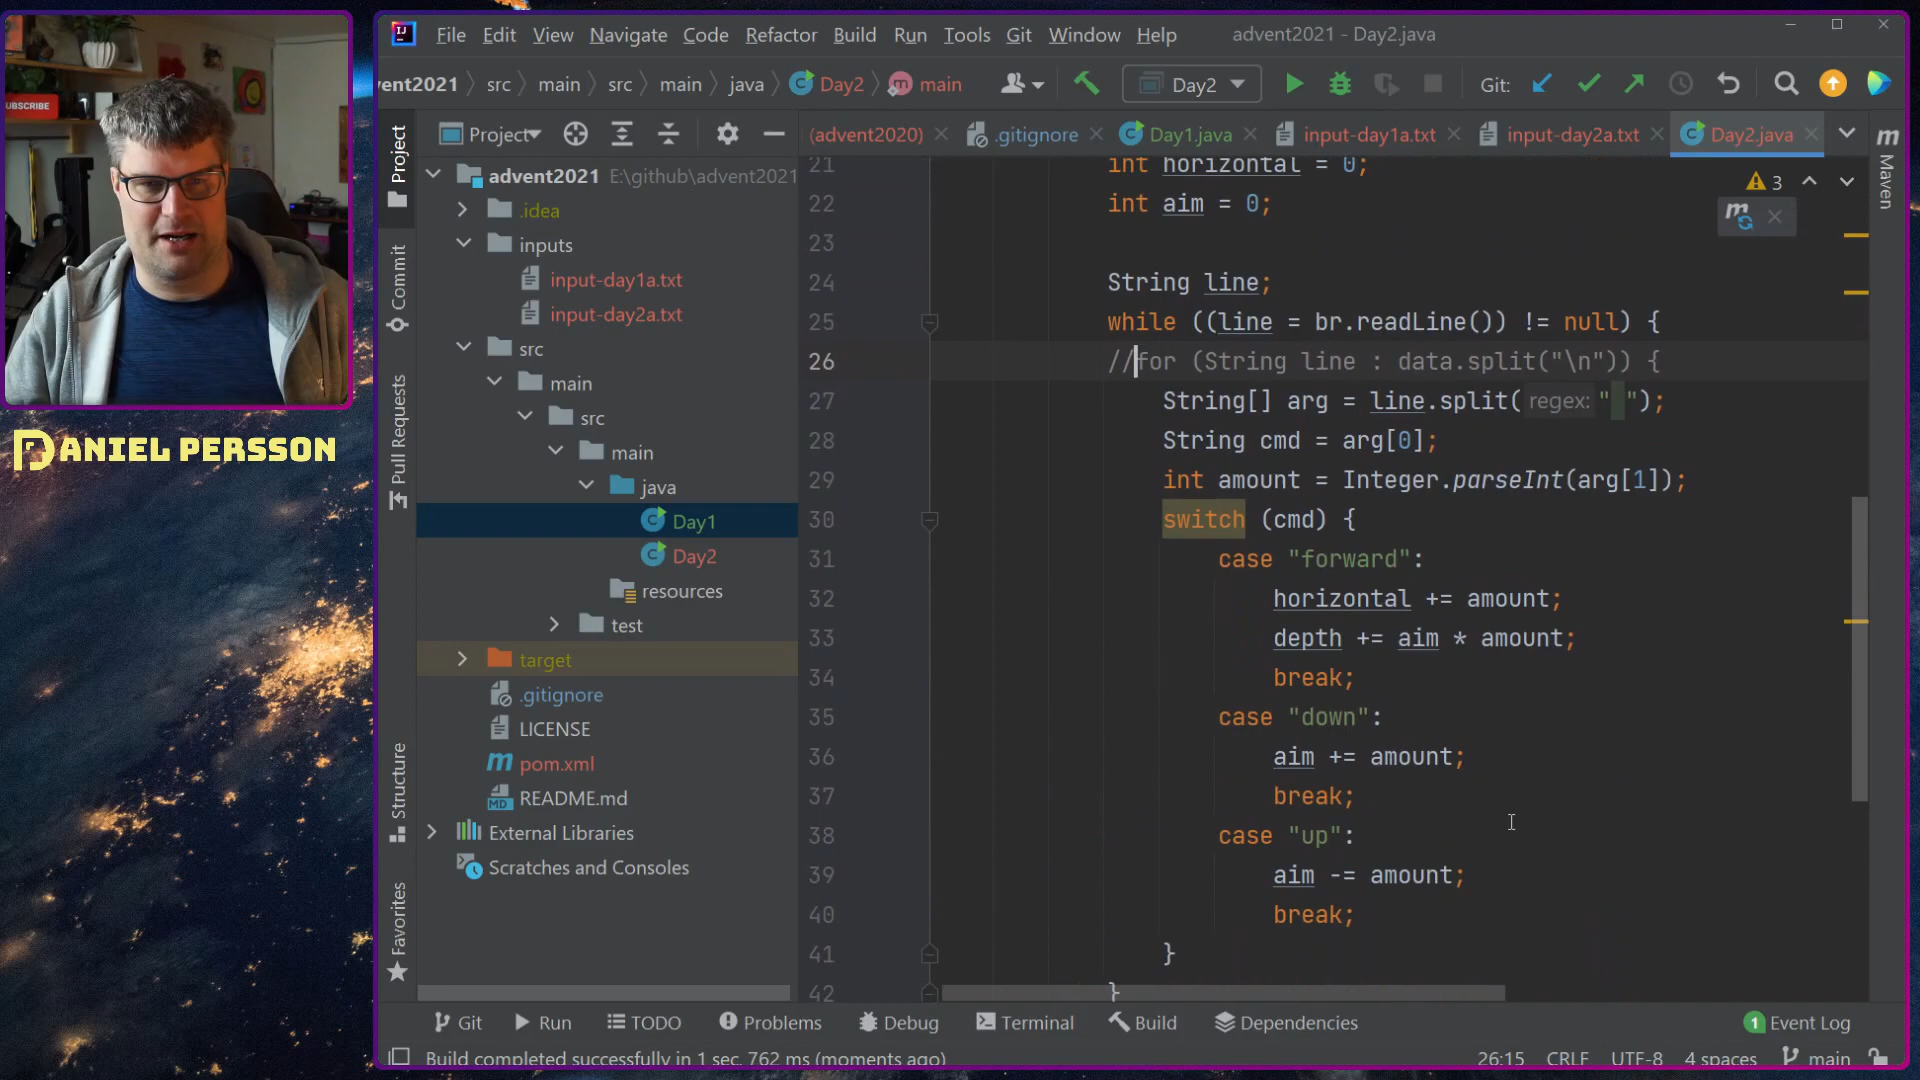 SUBSCRIBE
DANIEL PERSSON
File Edit View Navigate Code Refactor Build Run Tools Git Window Help advent2021 - Day2.java
vent2021 src main src main java Day2 main Day2 Git:
Project (advent2020) .gitignore Day1.java input-day1a.txt input-day2a.txt Day2.java
Project
Commit
Pull Requests
Structure
Favorites
advent2021 E:\github\advent2021
.idea
inputs
input-day1a.txt
input-day2a.txt
src
main
src
main
java
Day1
Day2
resources
test
target
.gitignore
LICENSE
pom.xml
README.md
External Libraries
Scratches and Consoles
21 int horizontal = 0;
22 int aim = 0;
23
24 String line;
25 while ((line = br.readLine()) != null) {
26 //for (String line : data.split("\n")) {
27 String[] arg = line.split( regex: " ");
28 String cmd = arg[0];
29 int amount = Integer.parseInt(arg[1]);
30 switch (cmd) {
31 case "forward":
32 horizontal += amount;
33 depth += aim * amount;
34 break;
35 case "down":
36 aim += amount;
37 break;
38 case "up":
39 aim -= amount;
40 break;
41 }
42 }
3
m
Maven
Git Run TODO Problems Debug Terminal Build Dependencies 1 Event Log
Build completed successfully in 1 sec, 762 ms (moments ago) 26:15 CRLF UTF-8 4 spaces main